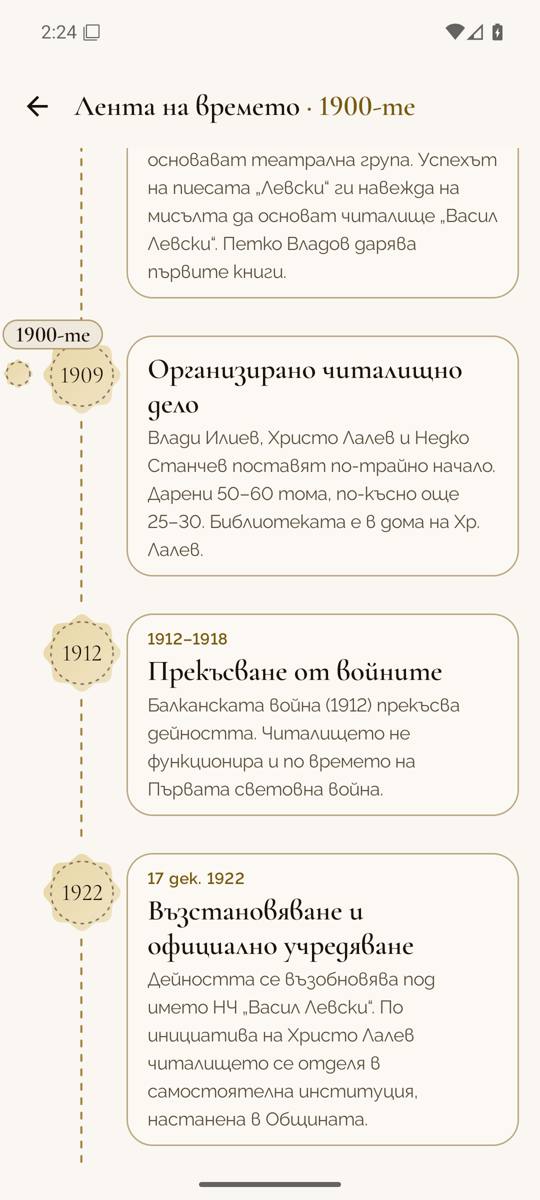 2:24
Лента на времето · 1900-те
основават театрална група. Успехът
на пиесата „Левски“ ги навежда на
мисълта да основат читалище „Васил
Левски“. Петко Владов дарява
първите книги.
1900-те
1909
Организирано читалищно
дело
Влади Илиев, Христо Лалев и Недко
Станчев поставят по-трайно начало.
Дарени 50–60 тома, по-късно още
25–30. Библиотеката е в дома на Хр.
Лалев.
1912
1912–1918
Прекъсване от войните
Балканската война (1912) прекъсва
дейността. Читалището не
функционира и по времето на
Първата световна война.
1922
17 дек. 1922
Възстановяване и
официално учредяване
Дейността се възобновява под
името НЧ „Васил Левски“. По
инициатива на Христо Лалев
читалището се отделя в
самостоятелна институция,
настанена в Общината.